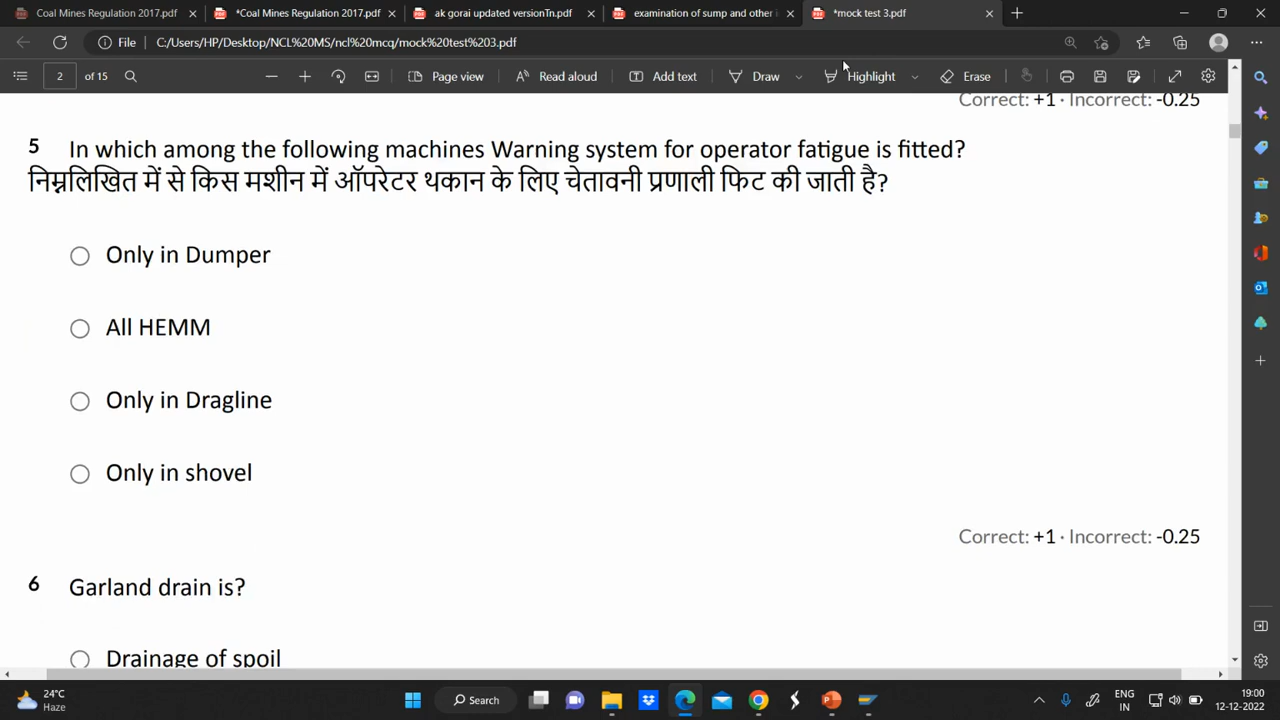 Coal Mines Regulation 2017.pdf
*Coal Mines Regulation 2017.pdf
ak gorai updated versionTn.pdf
examination of sump and other i
*mock test 3.pdf
File
C:/Users/HP/Desktop/NCL%20MS/ncl%20mcq/mock%20test%203.pdf
2 of 15
Page view
Read aloud
Add text
Draw
Highlight
Erase
Correct: +1 · Incorrect: -0.25
5 In which among the following machines Warning system for operator fatigue is fitted?
निम्नलिखित में से किस मशीन में ऑपरेटर थकान के लिए चेतावनी प्रणाली फिट की जाती है?
Only in Dumper
All HEMM
Only in Dragline
Only in shovel
Correct: +1 · Incorrect: -0.25
6 Garland drain is?
Drainage of spoil
24°C
Haze
Search
ENG
IN
19:00
12-12-2022